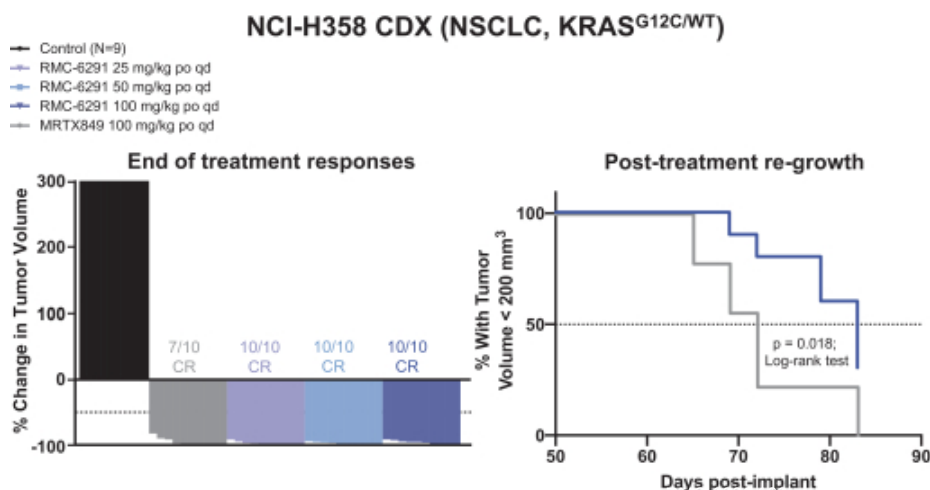 NCI-H358 CDX (NSCLC, KRASG12C/WT)
Control (N=9)
RMC-6291 25 mg/kg po qd
RMC-6291 50 mg/kg po qd
RMC-6291 100 mg/kg po qd
MRTX849 100 mg/kg po qd
End of treatment responses
% Change in Tumor Volume
300
200
100
0
-100
7/10 CR
10/10 CR
10/10 CR
10/10 CR
Post-treatment re-growth
% With Tumor
Volume < 200 mm3
100
50
0
p = 0.018;
Log-rank test
50 60 70 80 90
Days post-implant